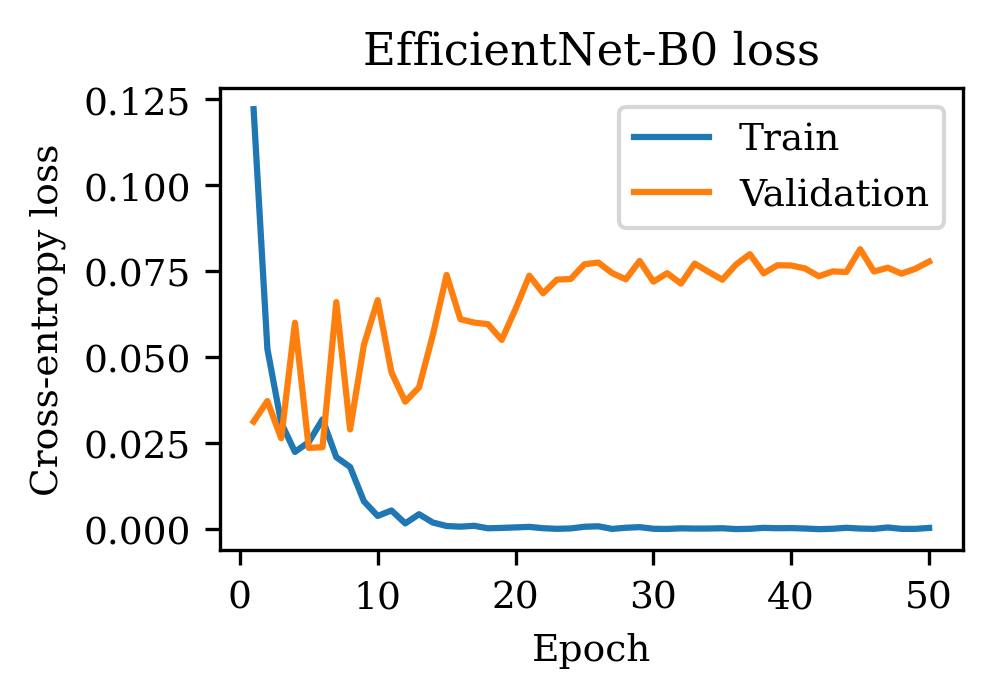 EfficientNet-B0 loss
Cross-entropy loss
0.125
0.100
0.075
0.050
0.025
0.000
Train
Validation
0 10 20 30 40 50
Epoch